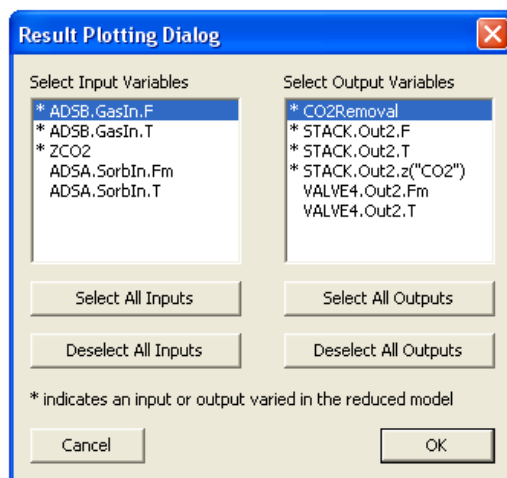 Result Plotting Dialog
Select Input Variables
* ADSB.GasIn.F
* ADSB.GasIn.T
* ZCO2
ADSA.SorbIn.Fm
ADSA.SorbIn.T
Select All Inputs
Deselect All Inputs
Select Output Variables
* CO2Removal
* STACK.Out2.F
* STACK.Out2.T
* STACK.Out2.z("CO2")
VALVE4.Out2.Fm
VALVE4.Out2.T
Select All Outputs
Deselect All Outputs
* indicates an input or output varied in the reduced model
Cancel
OK